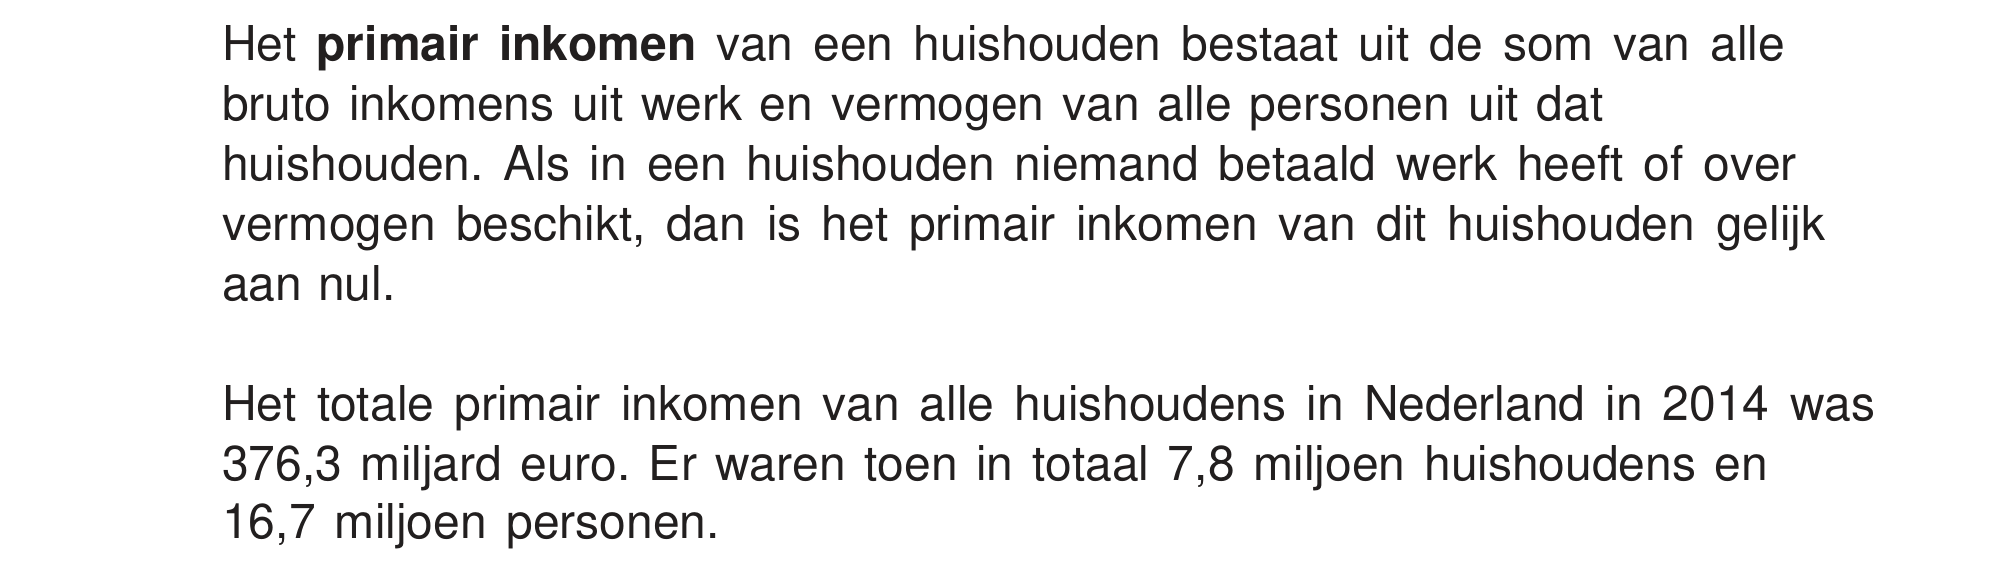 Het primair inkomen van een huishouden bestaat uit de som van alle
bruto inkomens uit werk en vermogen van alle personen uit dat
huishouden. Als in een huishouden niemand betaald werk heeft of over
vermogen beschikt, dan is het primair inkomen van dit huishouden gelijk
aan nul.
Het totale primair inkomen van alle huishoudens in Nederland in 2014 was
376,3 miljard euro. Er waren toen in totaal 7,8 miljoen huishoudens en
16,7 miljoen personen.